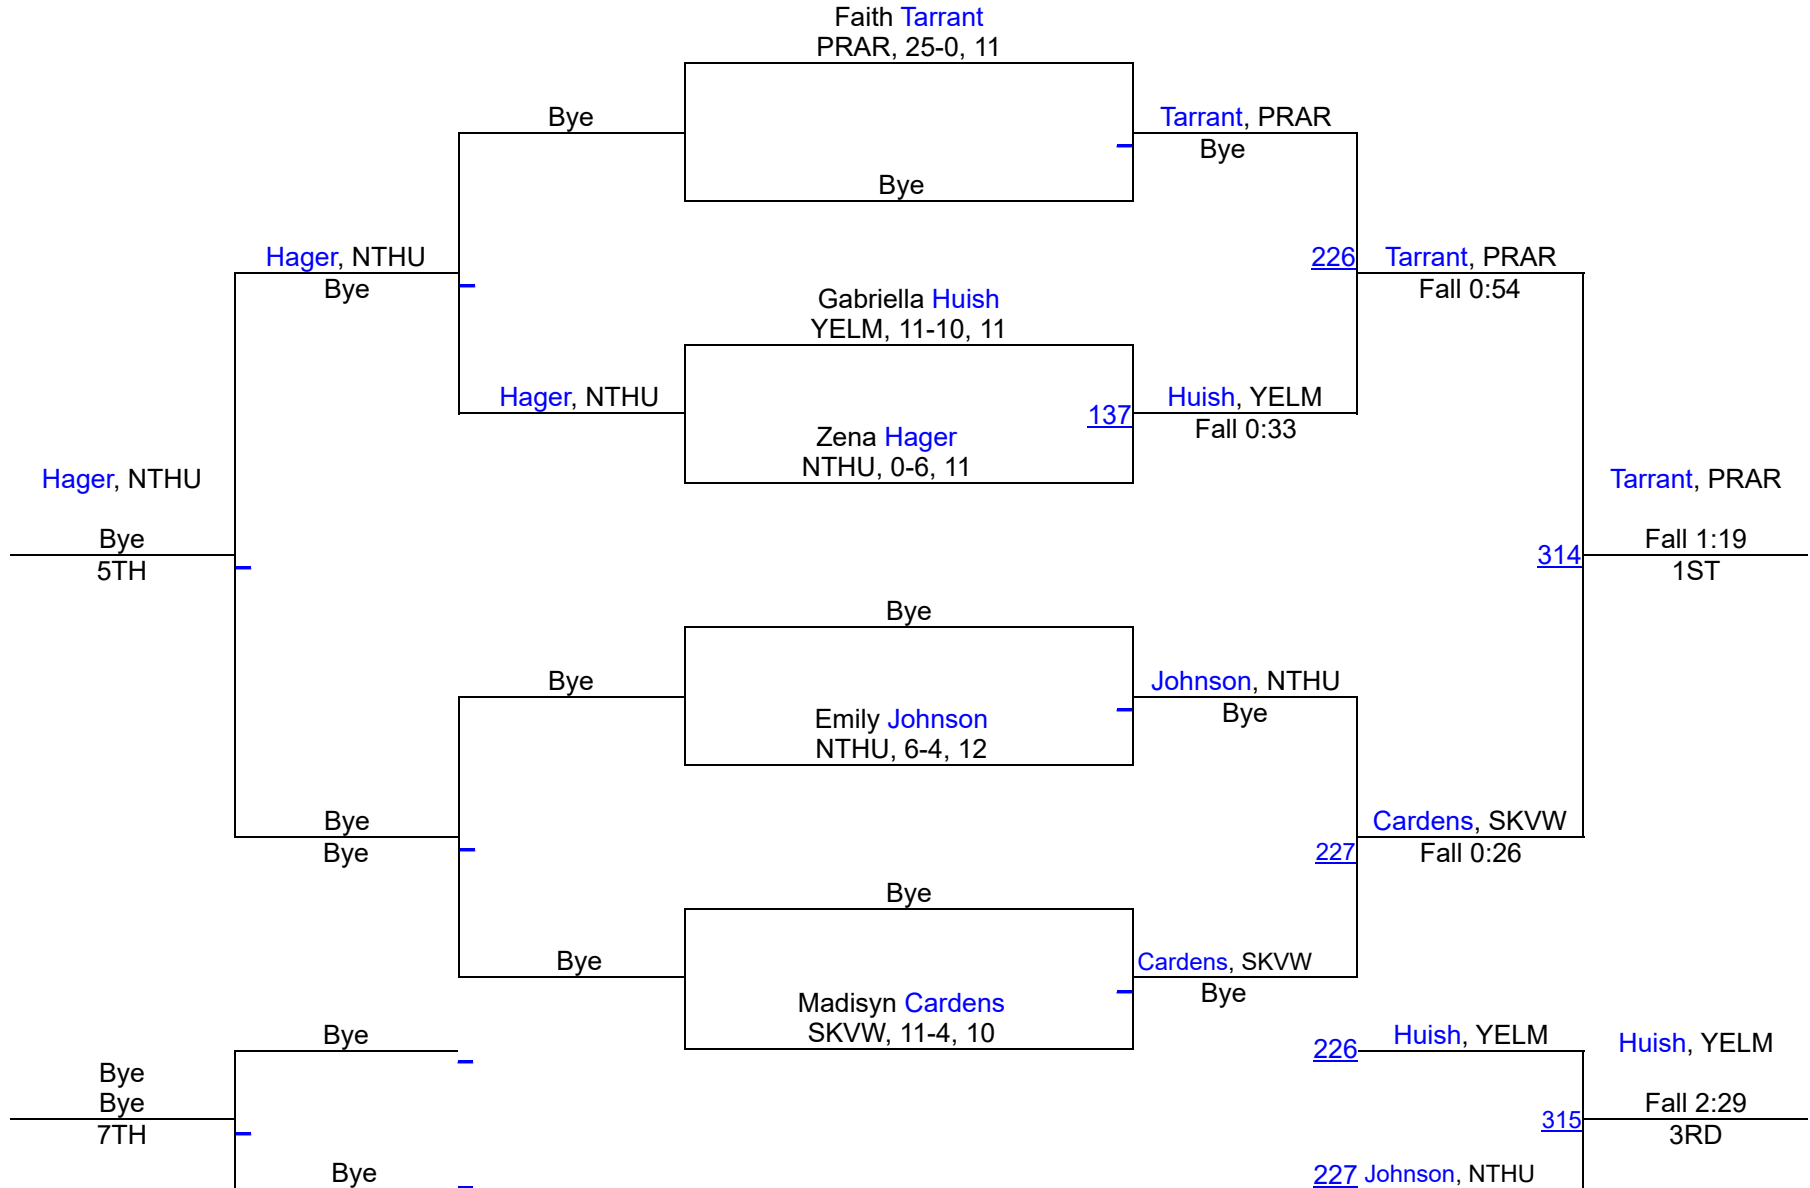 Faith Tarrant
PRAR, 25-0, 11
Bye
Tarrant, PRAR
Bye
Bye
Hager, NTHU
Bye
226
Tarrant, PRAR
Fall 0:54
Gabriella Huish
YELM, 11-10, 11
Hager, NTHU
137
Huish, YELM
Fall 0:33
Zena Hager
NTHU, 0-6, 11
Hager, NTHU
Bye
5TH
Tarrant, PRAR
314
Fall 1:19
1ST
Bye
Bye
Johnson, NTHU
Bye
Emily Johnson
NTHU, 6-4, 12
Bye
Bye
227
Cardens, SKVW
Fall 0:26
Bye
Bye
Cardens, SKVW
Bye
Madisyn Cardens
SKVW, 11-4, 10
Bye
Bye
Bye
7TH
Bye
226
Huish, YELM
Huish, YELM
315
Fall 2:29
3RD
227
Johnson, NTHU